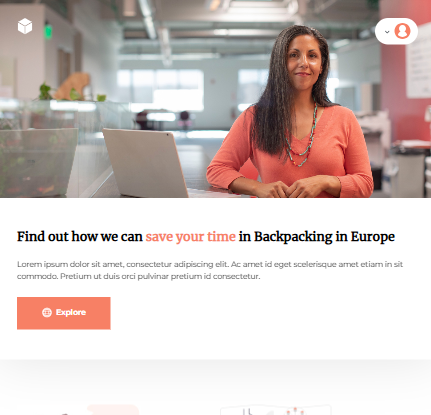 Find out how we can save your time in Backpacking in Europe
Lorem ipsum dolor sit amet, consectetur adipiscing elit. Ac amet id eget scelerisque amet etiam in sit
commodo. Pretium ut duis orci pulvinar pretium id consectetur.
Explore